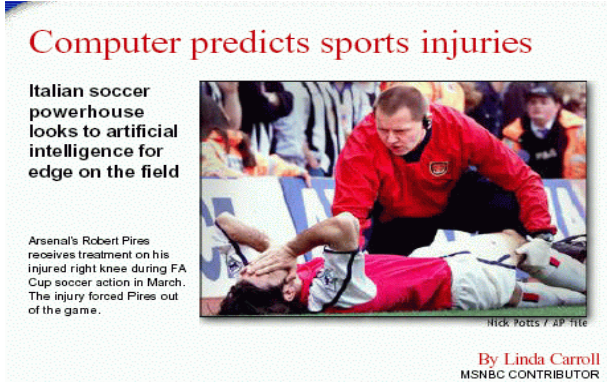 Computer predicts sports injuries
Italian soccer
powerhouse
looks to artificial
intelligence for
edge on the field
Arsenal's Robert Pires
receives treatment on his
injured right knee during FA
Cup soccer action in March.
The injury forced Pires out
of the game.
Nick Potts / AP file
By Linda Carroll
MSNBC CONTRIBUTOR